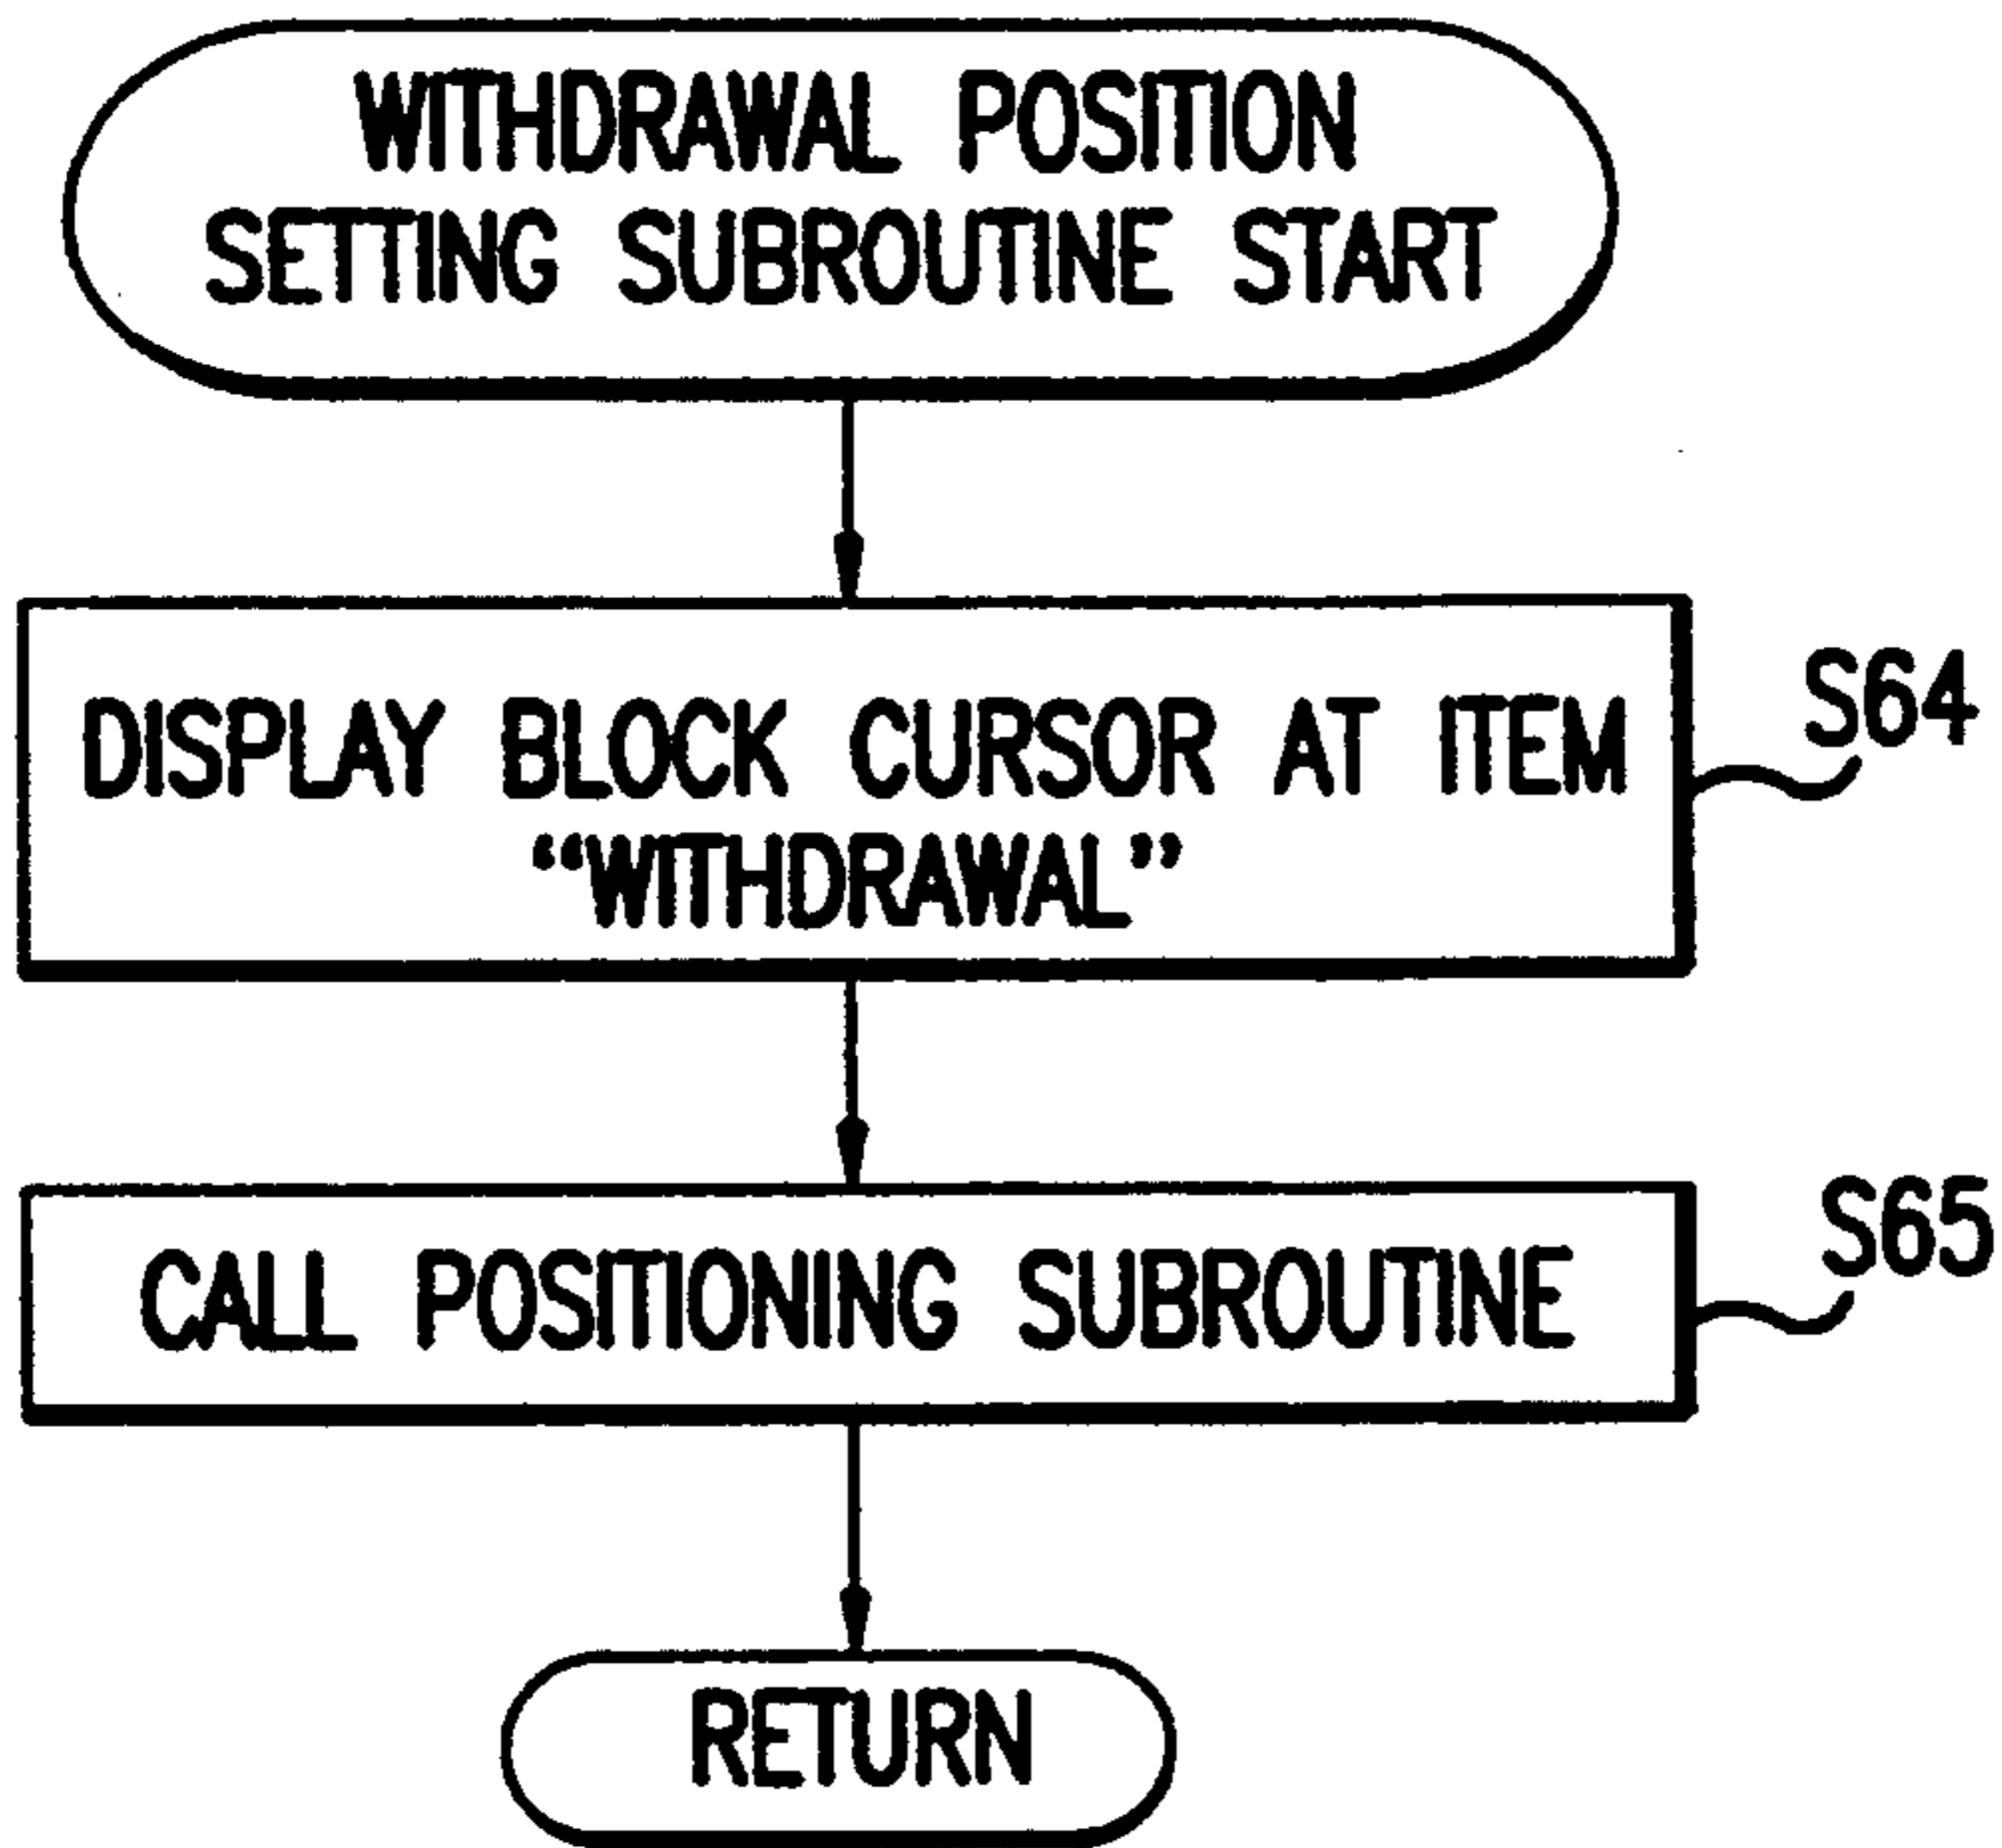 WITHDRAWAL POSITION
SETTING SUBROUTINE START
DISPLAY BLOCK CURSOR AT ITEM
“WITHDRAWAL”
S64
CALL POSITIONING SUBROUTINE
S65
RETURN